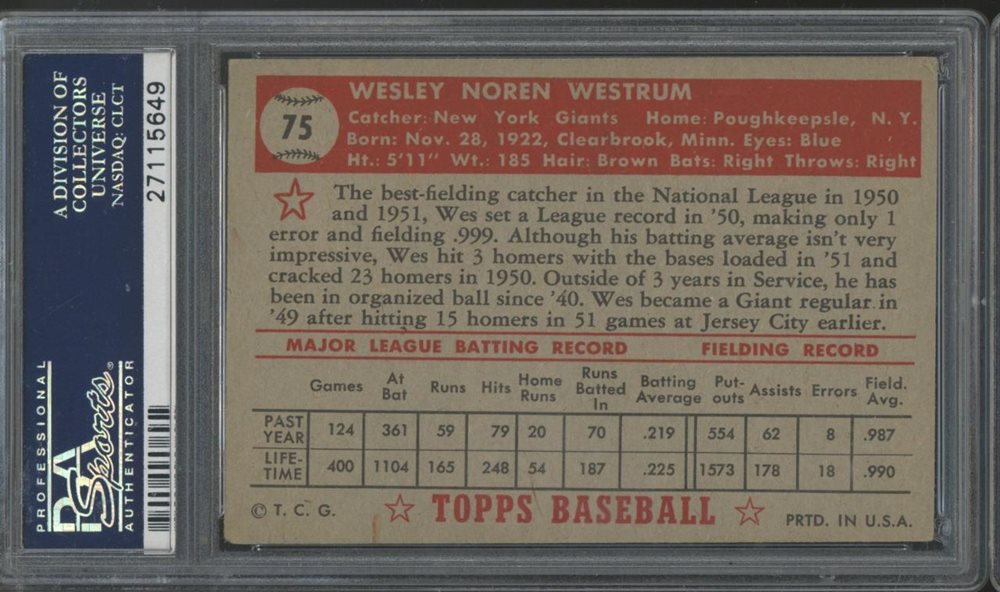 A DIVISION OF
COLLECTORS
UNIVERSE
NASDAQ: CLCT
27115649
PROFESSIONAL
PSA
Sports®
AUTHENTICATOR
75
WESLEY NOREN WESTRUM
Catcher: New York Giants Home: Poughkeepsie, N. Y.
Born: Nov. 28, 1922, Clearbrook, Minn. Eyes: Blue
Ht.: 5'11" Wt.: 185 Hair: Brown Bats: Right Throws: Right
The best-fielding catcher in the National League in 1950
and 1951, Wes set a League record in '50, making only 1
error and fielding .999. Although his batting average isn't very
impressive, Wes hit 3 homers with the bases loaded in '51 and
cracked 23 homers in 1950. Outside of 3 years in Service, he has
been in organized ball since '40. Wes became a Giant regular in
'49 after hitting 15 homers in 51 games at Jersey City earlier.
MAJOR LEAGUE BATTING RECORD FIELDING RECORD
Games At Bat Runs Hits Home Runs Runs Batted In Batting Average Put-outs Assists Errors Field. Avg.
PAST YEAR 124 361 59 79 20 70 .219 554 62 8 .987
LIFE-TIME 400 1104 165 248 54 187 .225 1573 178 18 .990
© T. C. G. TOPPS BASEBALL PRTD. IN U.S.A.